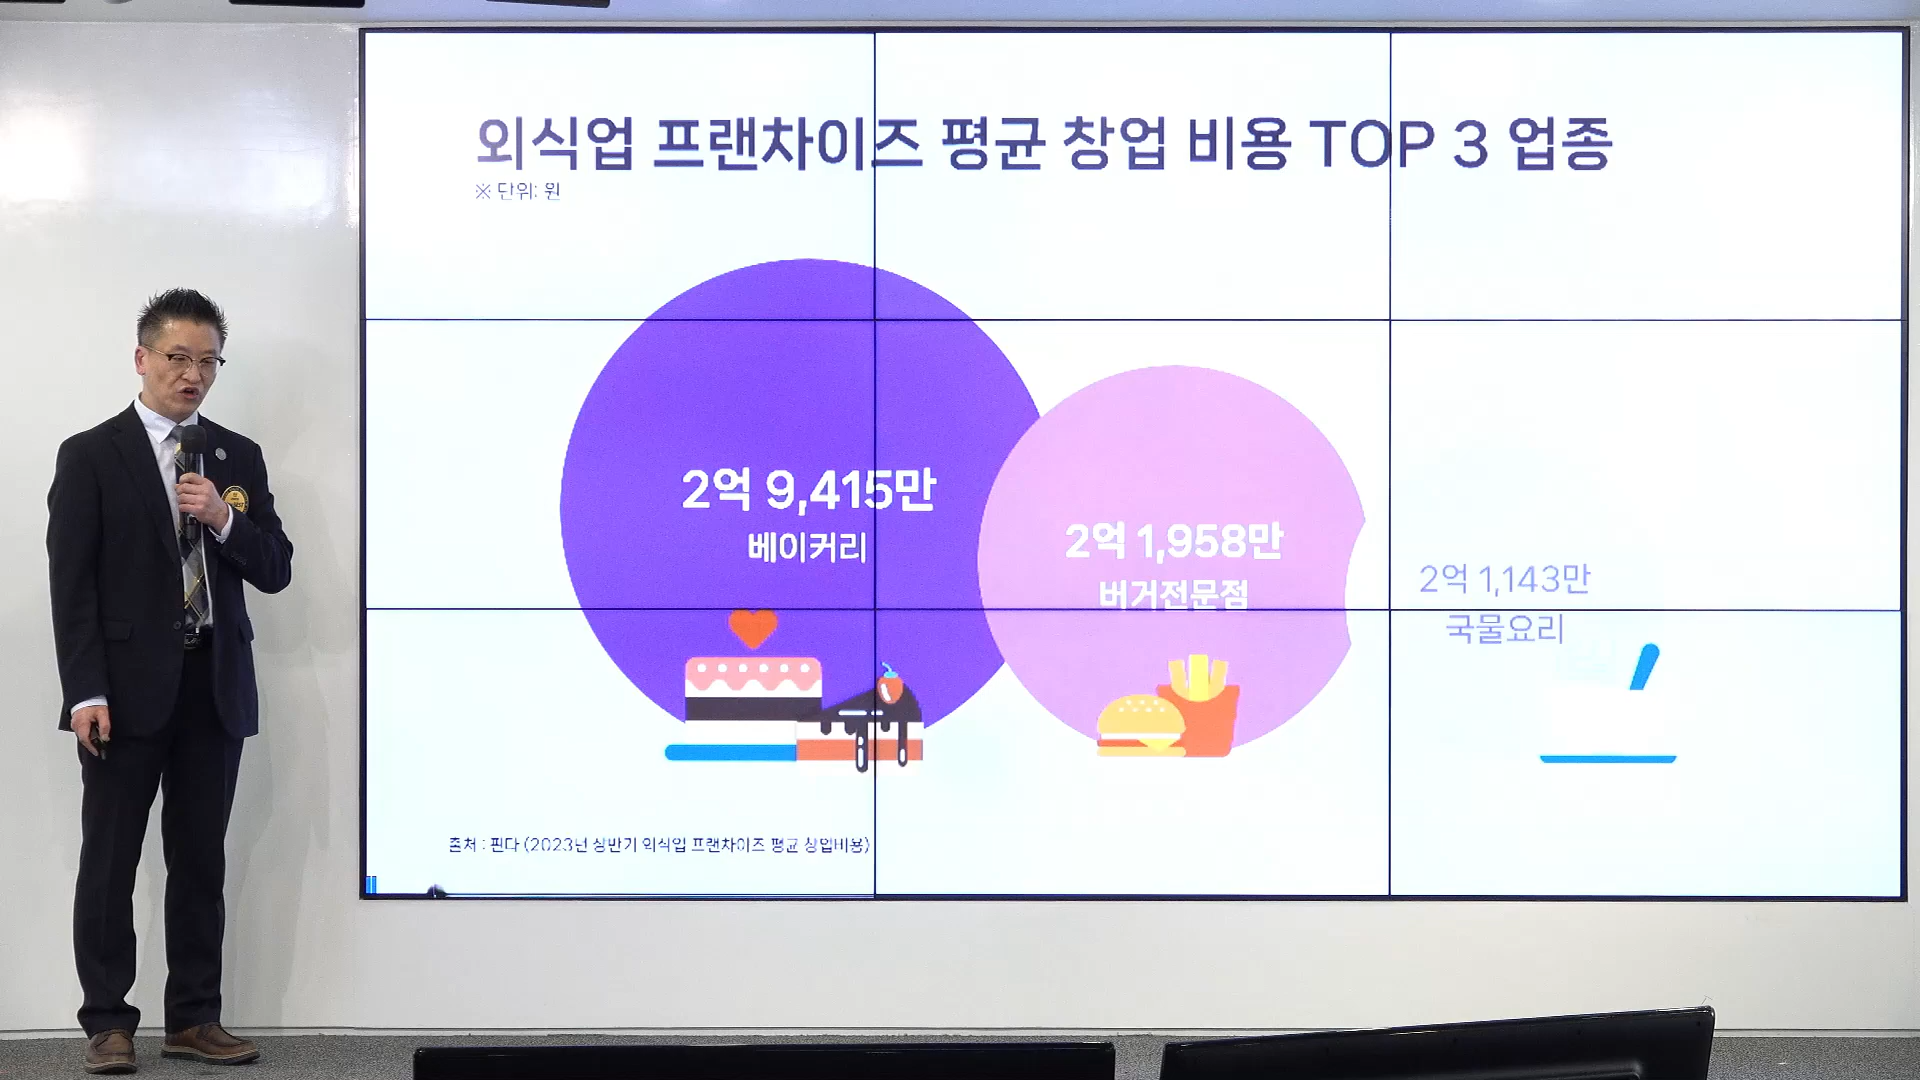 외식업 프랜차이즈 평균 창업 비용 TOP 3 업종
※ 단위: 원
2억 9,415만
베이커리
2억 1,958만
버거전문점
2억 1,143만
국물요리
출처 : 핀다 (2023년 상반기 외식업 프랜차이즈 평균 창업비용)